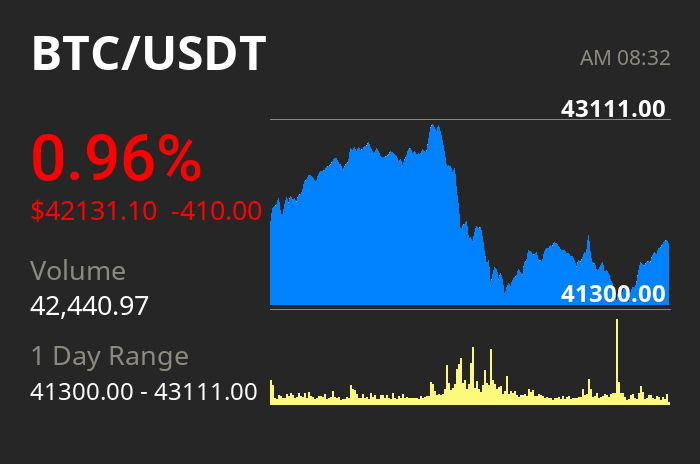 BTC/USDT
AM 08:32
43111.00
0.96%
$42131.10 -410.00
Volume
42,440.97
41300.00
1 Day Range
41300.00 - 43111.00